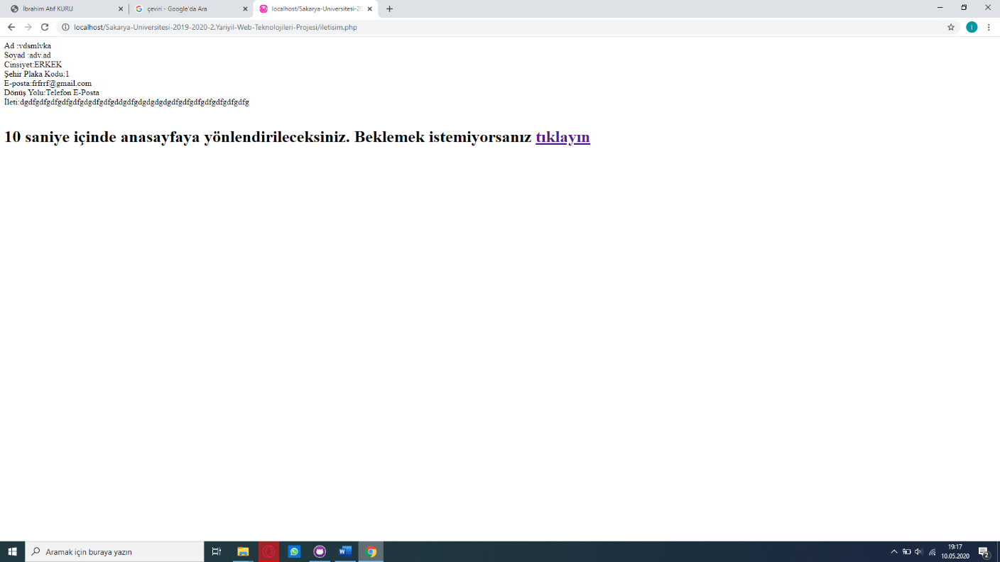 İbrahim Atıf KURU
çeviri - Google'da Ara
localhost/Sakarya-Universitesi-20
localhost/Sakarya-Universitesi-2019-2020-2.Yariyil-Web-Teknolojileri-Projesi/iletisim.php
Ad :vdsmlvka
Soyad :adv.ad
Cinsiyet:ERKEK
Şehir Plaka Kodu:1
E-posta:frfrrf@gmail.com
Dönüş Yolu:Telefon E-Posta
10 saniye içinde anasayfaya yönlendirileceksiniz. Beklemek istemiyorsanız tıklayın
Aramak için buraya yazın
19:17
10.05.2020
2